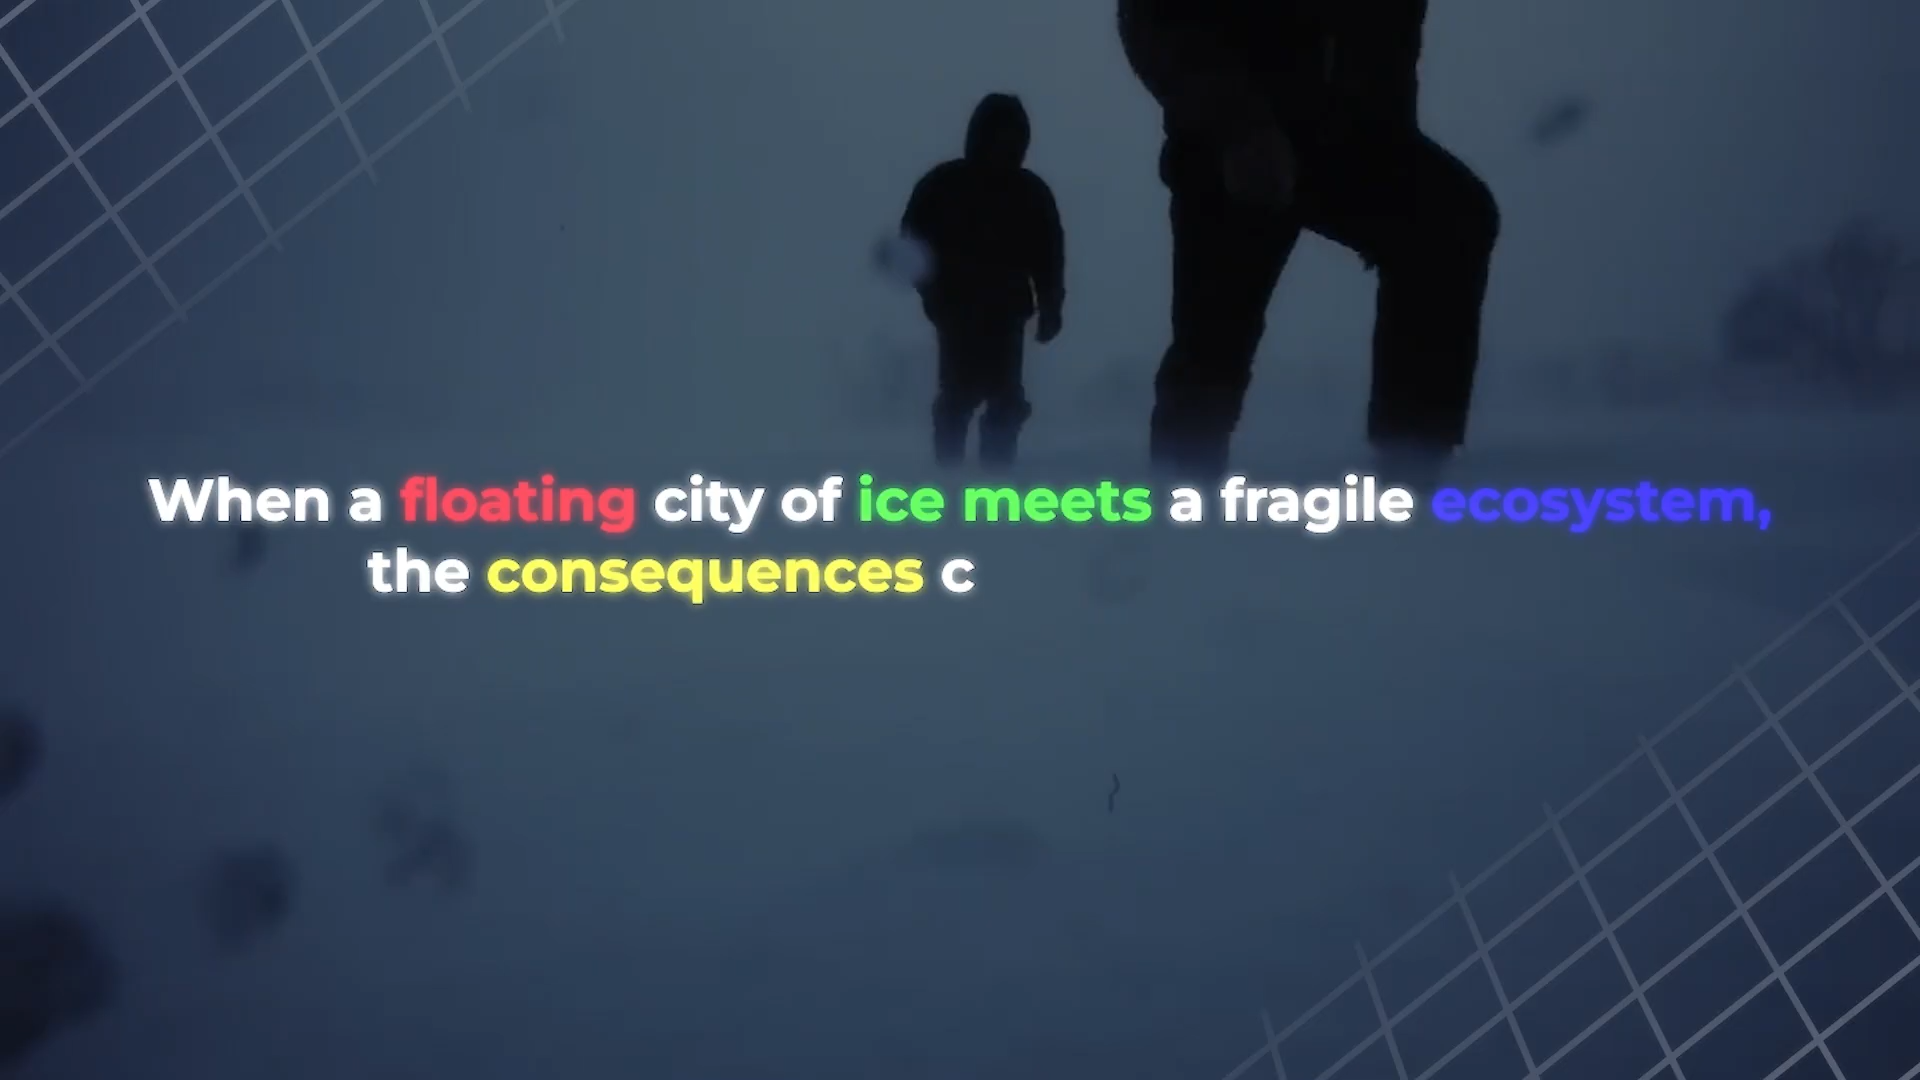 When a floating city of ice meets a fragile ecosystem,
the consequences c